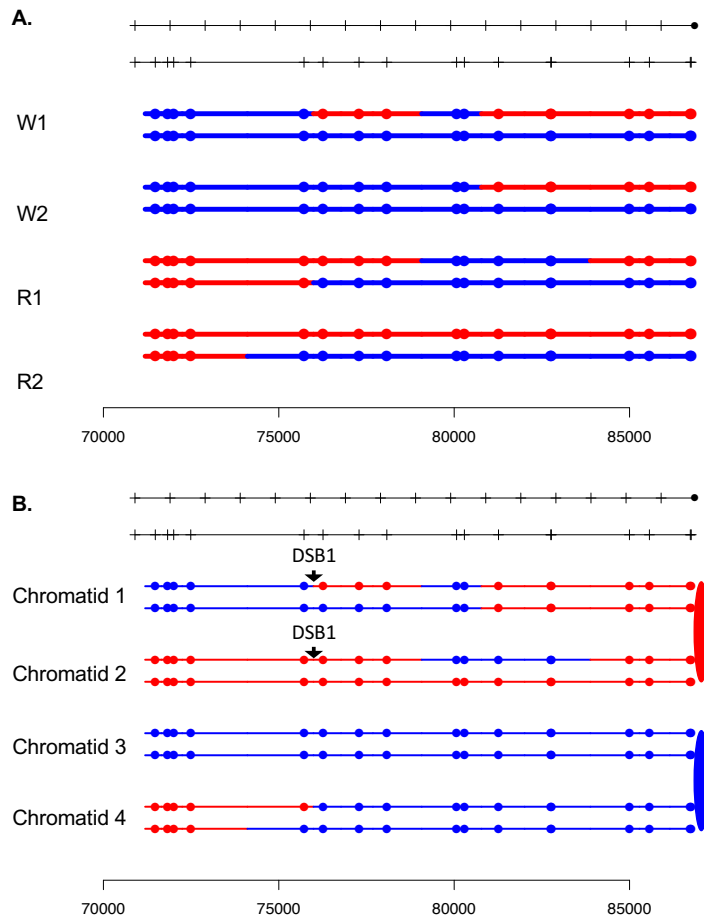 A.
W1
W2
R1
R2
70000 75000 80000 85000
B.
DSB1
Chromatid 1
DSB1
Chromatid 2
Chromatid 3
Chromatid 4
70000 75000 80000 85000